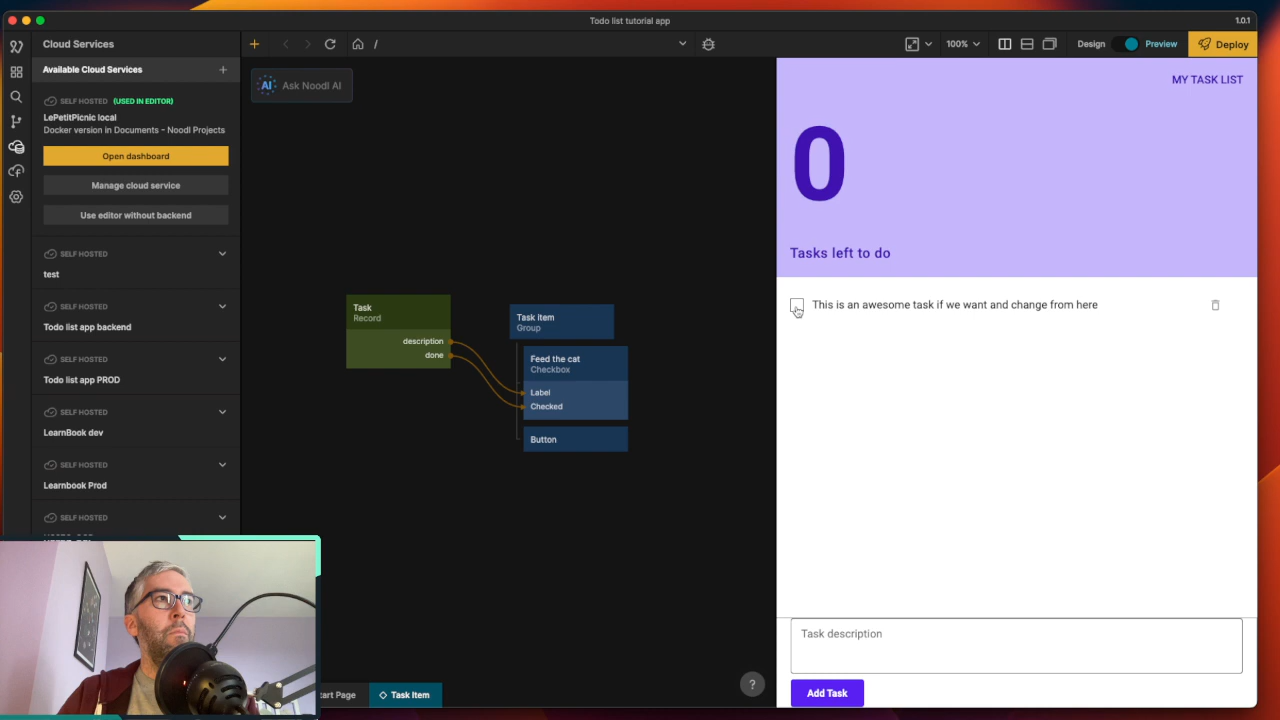 Todo list tutorial app
1.0.1
Cloud Services
/
100%
Design
Preview
Deploy
Available Cloud Services
SELF HOSTED (USED IN EDITOR)
LePetitPicnic local
Docker version in Documents - Noodl Projects
Open dashboard
Manage cloud service
Use editor without backend
SELF HOSTED
test
SELF HOSTED
Todo list app backend
SELF HOSTED
Todo list app PROD
SELF HOSTED
LearnBook dev
SELF HOSTED
Learnbook Prod
SELF HOSTED
AI Ask Noodl AI
Task
Record
description
done
Task Item
Group
Feed the cat
Checkbox
Label
Checked
Button
?
Page
Task Item
MY TASK LIST
0
Tasks left to do
This is an awesome task if we want and change from here
Task description
Add Task